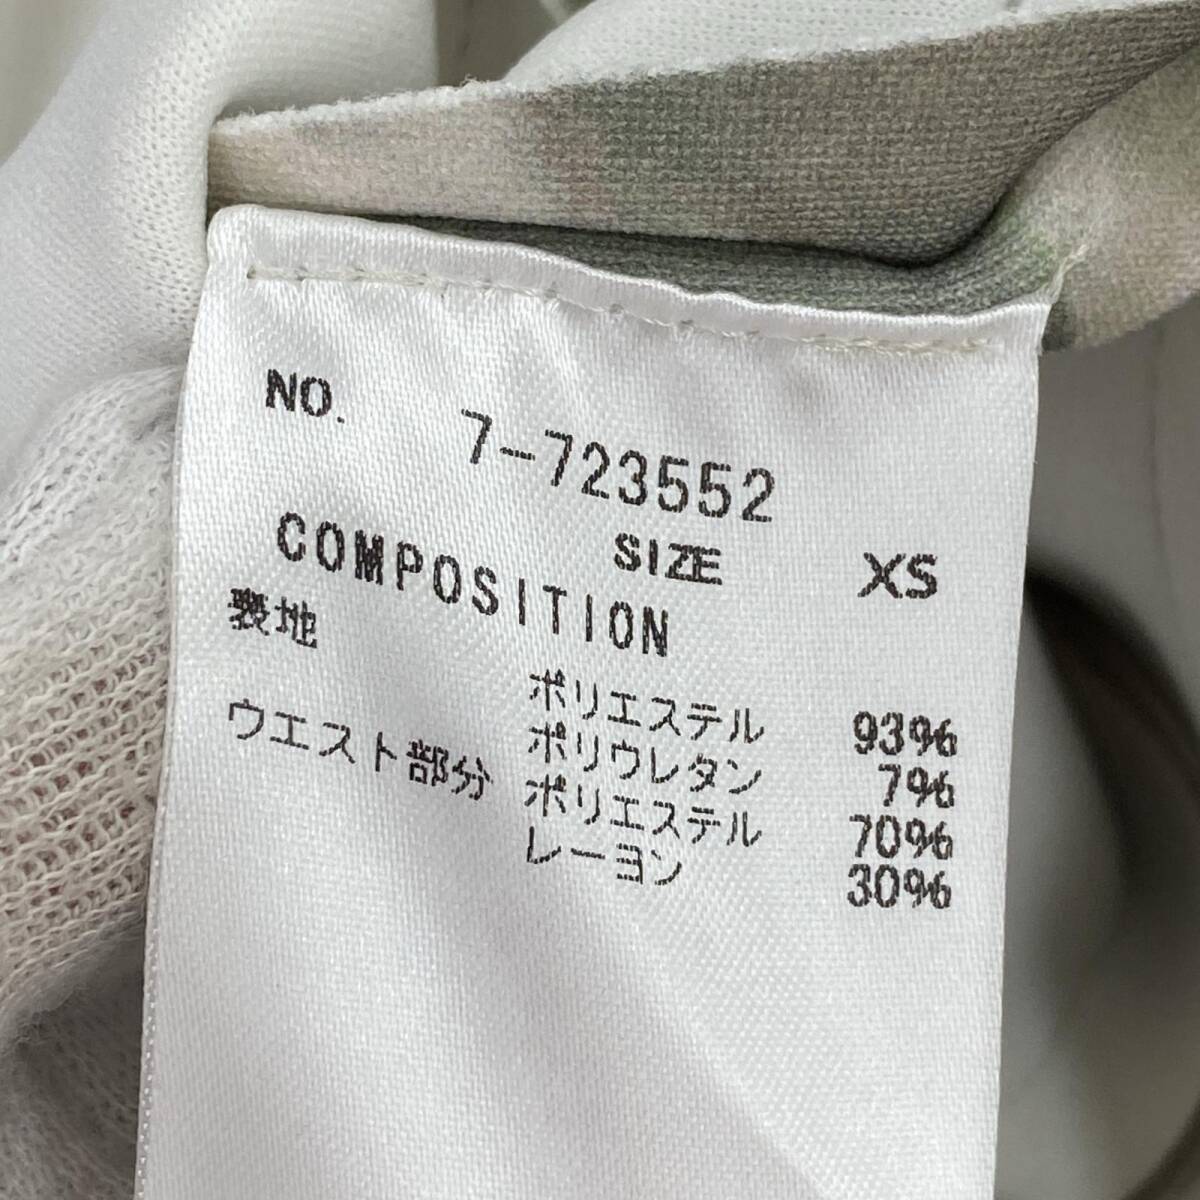 NO. 7-723552
SIZE XS
COMPOSITION
表地 ポリエステル 93%
ポリウレタン 7%
ウエスト部分 ポリエステル 70%
レーヨン 30%